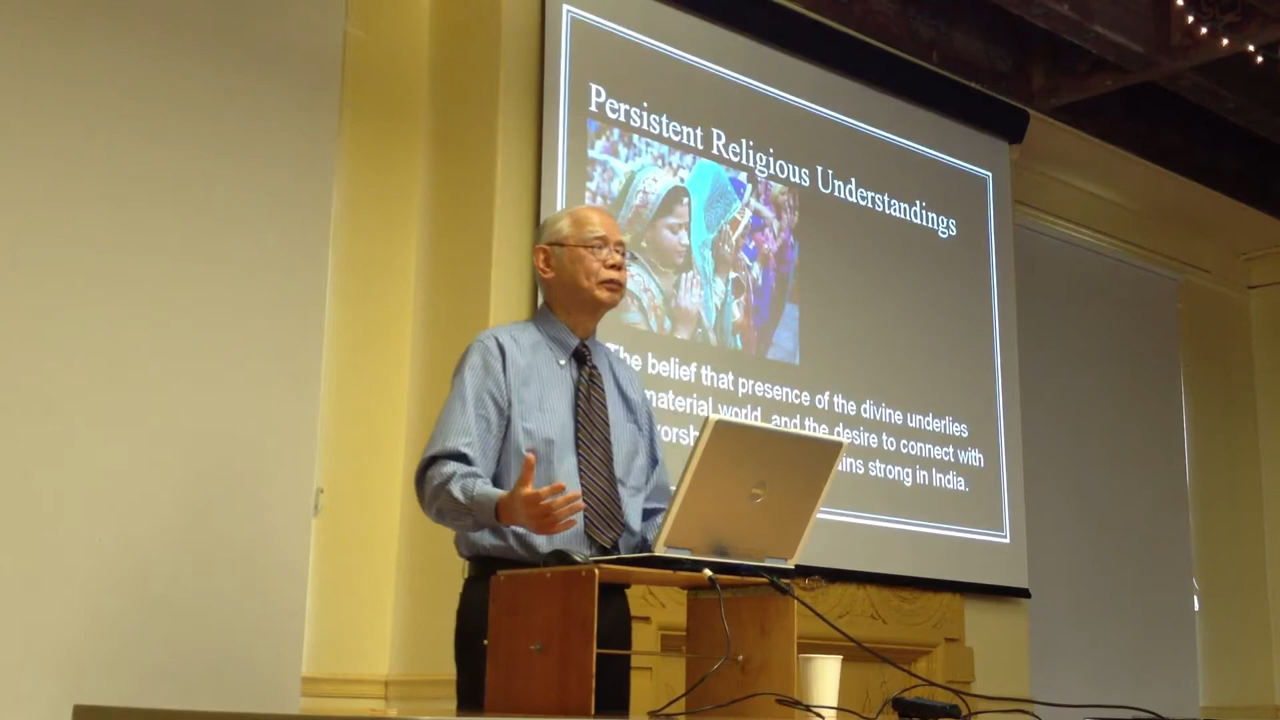 Persistent Religious Understandings
The belief that presence of the divine underlies
material world, and the desire to connect with
strong in India.